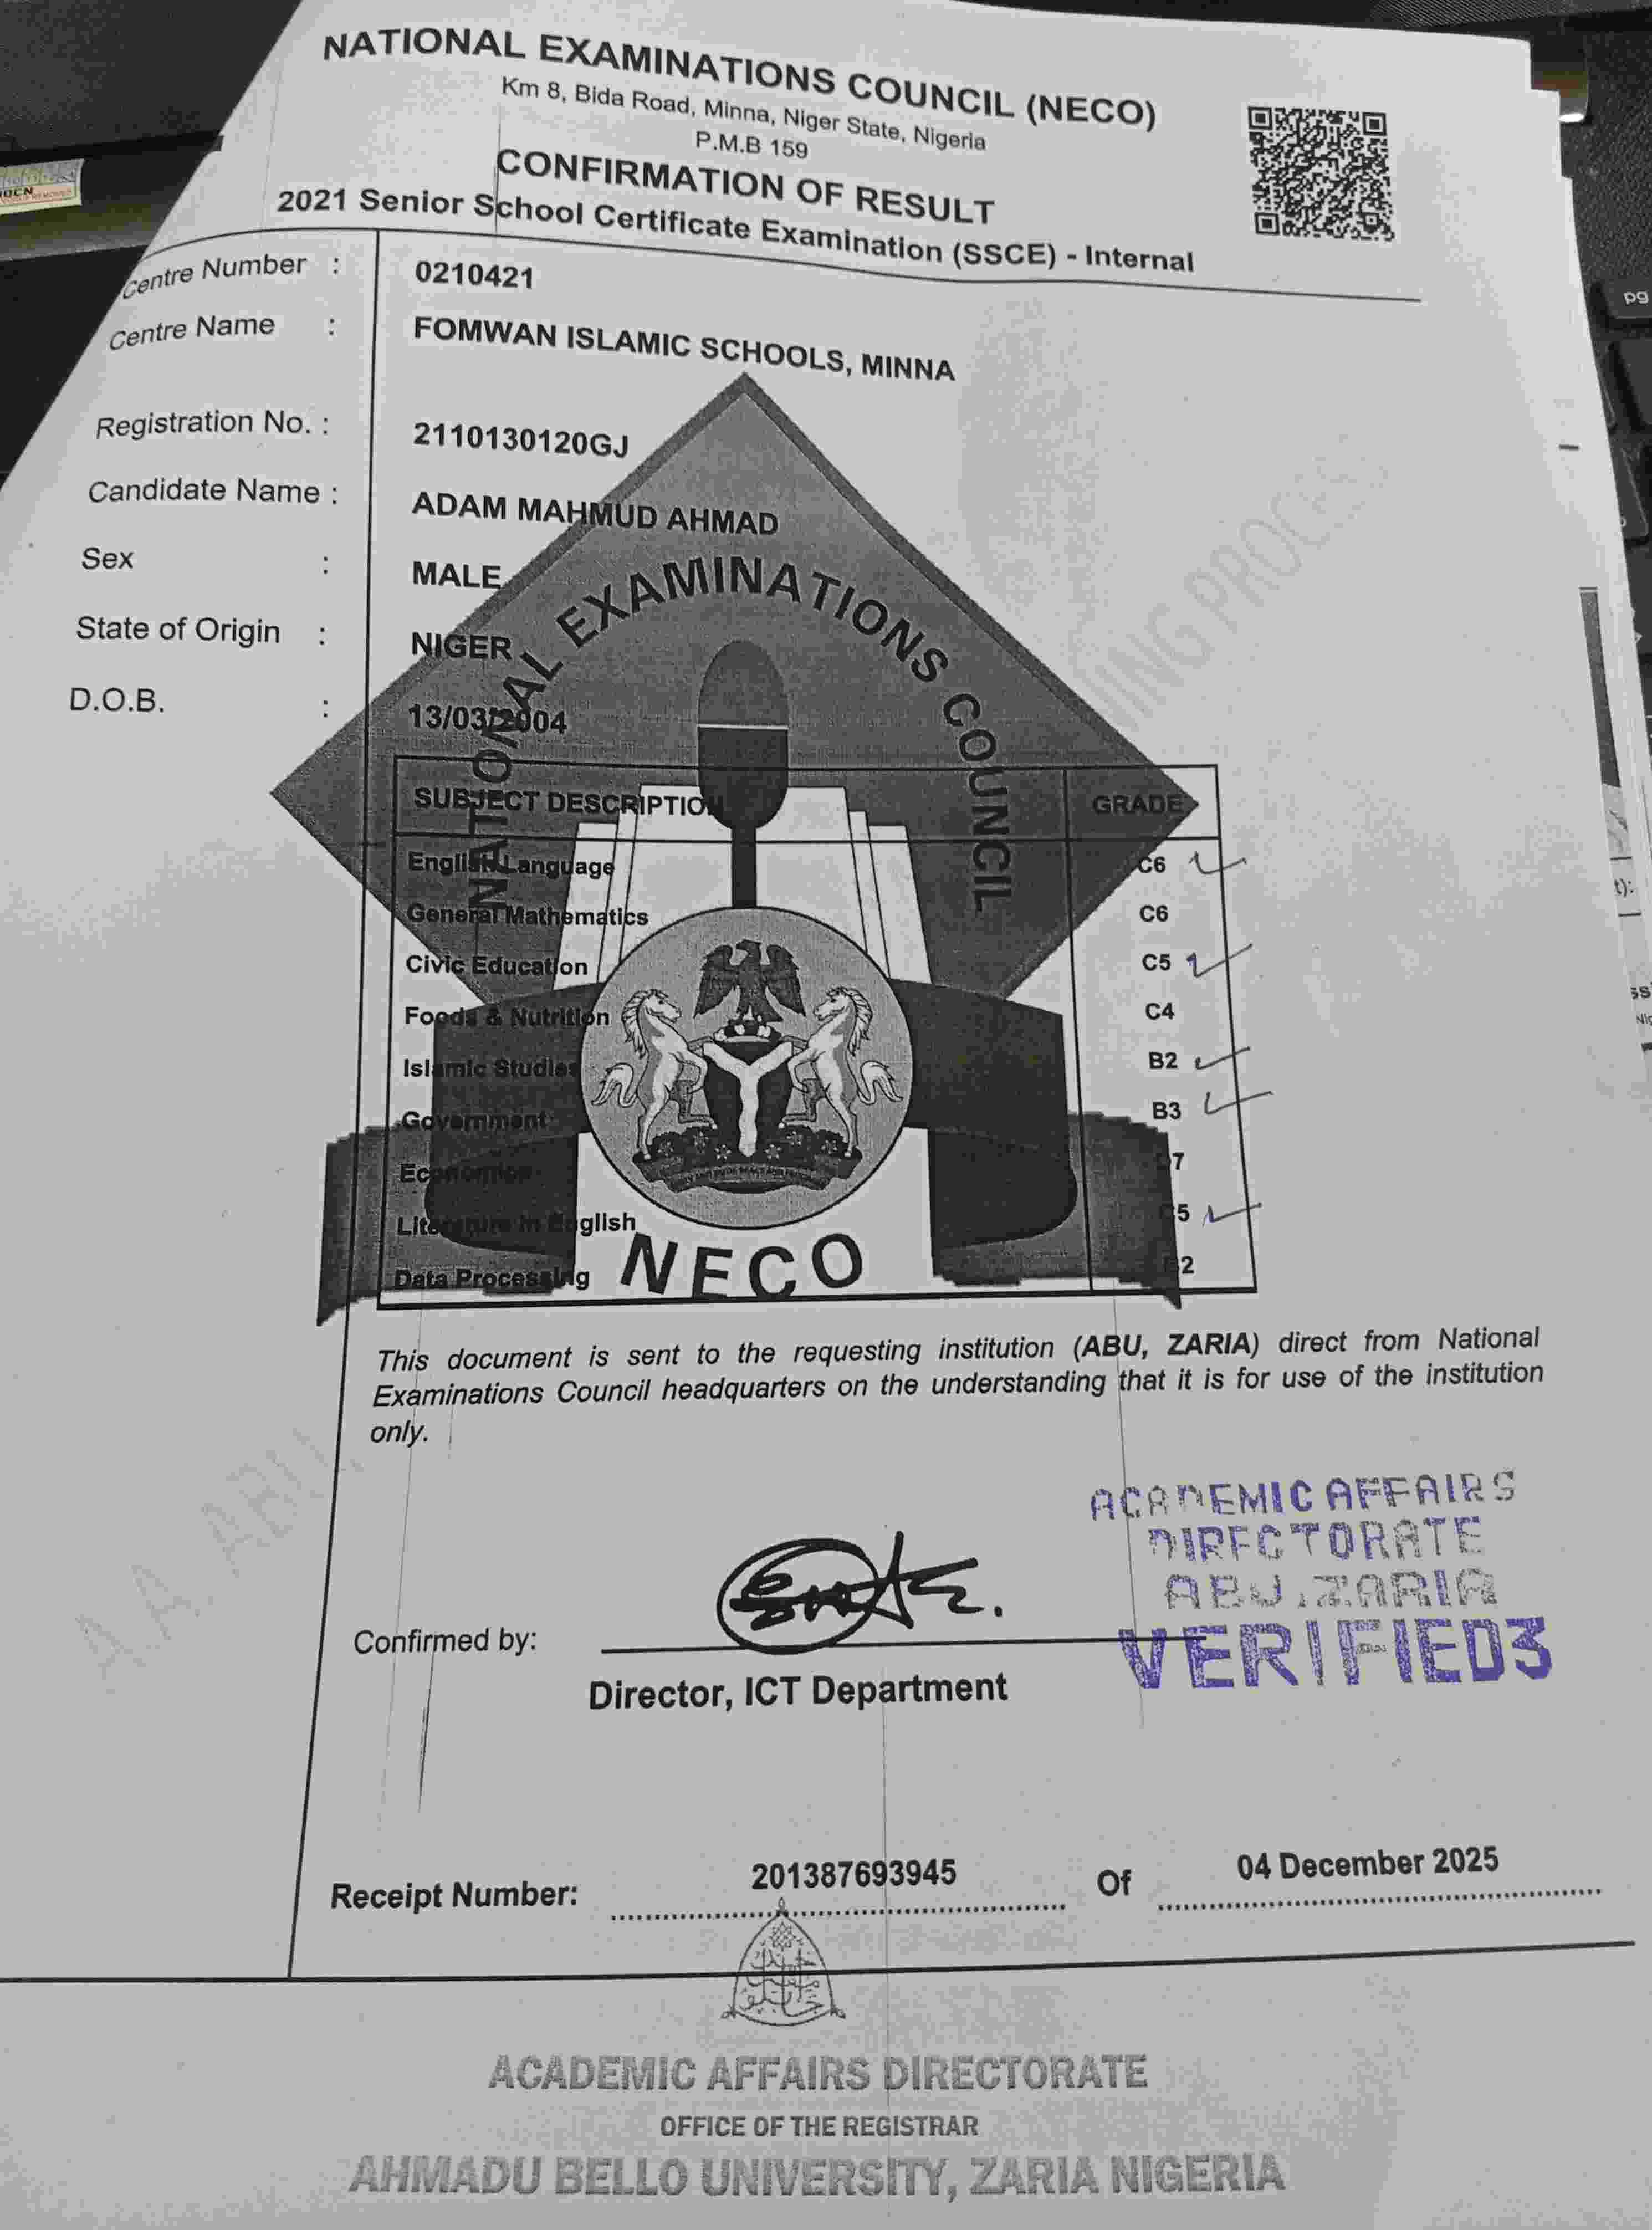 NATIONAL EXAMINATIONS COUNCIL (NECO)
Km 8, Bida Road, Minna, Niger State, Nigeria
P.M.B 159
CONFIRMATION OF RESULT
2021 Senior School Certificate Examination (SSCE) - Internal
Centre Number : 0210421
Centre Name : FOMWAN ISLAMIC SCHOOLS, MINNA
Registration No. : 2110130120GJ
Candidate Name : ADAM MAHMUD AHMAD
Sex : MALE
State of Origin : NIGER
D.O.B. : 13/03/2004
NATIONAL EXAMINATIONS COUNCIL
SUBJECT DESCRIPTION GRADE
English Language C6
General Mathematics C6
Civic Education C5
Foods & Nutrition C4
Islamic Studies B2
Government B3
Economics 7
Literature in English 5
Data Processing 2
NECO
This document is sent to the requesting institution (ABU, ZARIA) direct from National
Examinations Council headquarters on the understanding that it is for use of the institution
only.
ACADEMIC AFFAIRS
DIRECTORATE
ABU, ZARIA
VERIFIED3
Confirmed by:
Director, ICT Department
Receipt Number: 201387693945 Of 04 December 2025
ACADEMIC AFFAIRS DIRECTORATE
OFFICE OF THE REGISTRAR
AHMADU BELLO UNIVERSITY, ZARIA NIGERIA